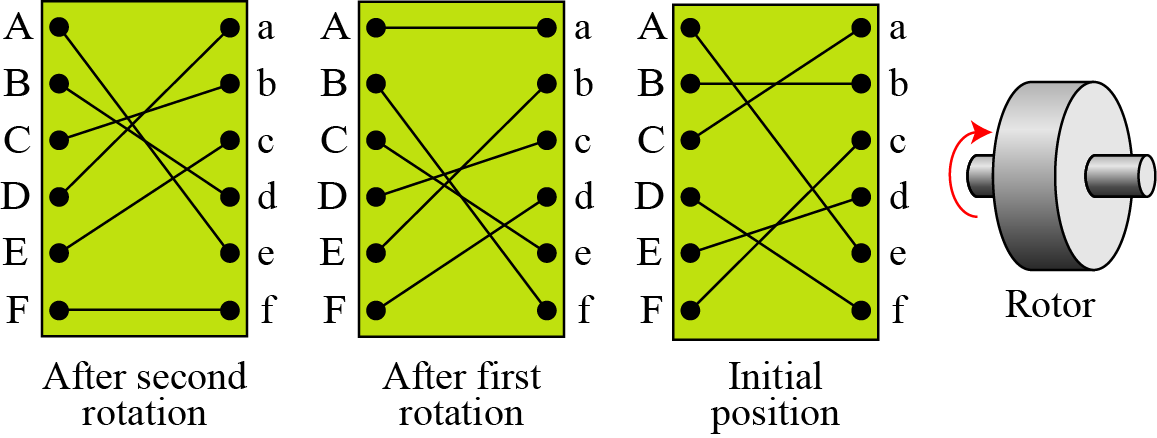 A a A a A a
B b B b B b
C c C c C c
D d D d D d
E e E e E e
F f F f F f
Rotor
After second
rotation
After first
rotation
Initial
position